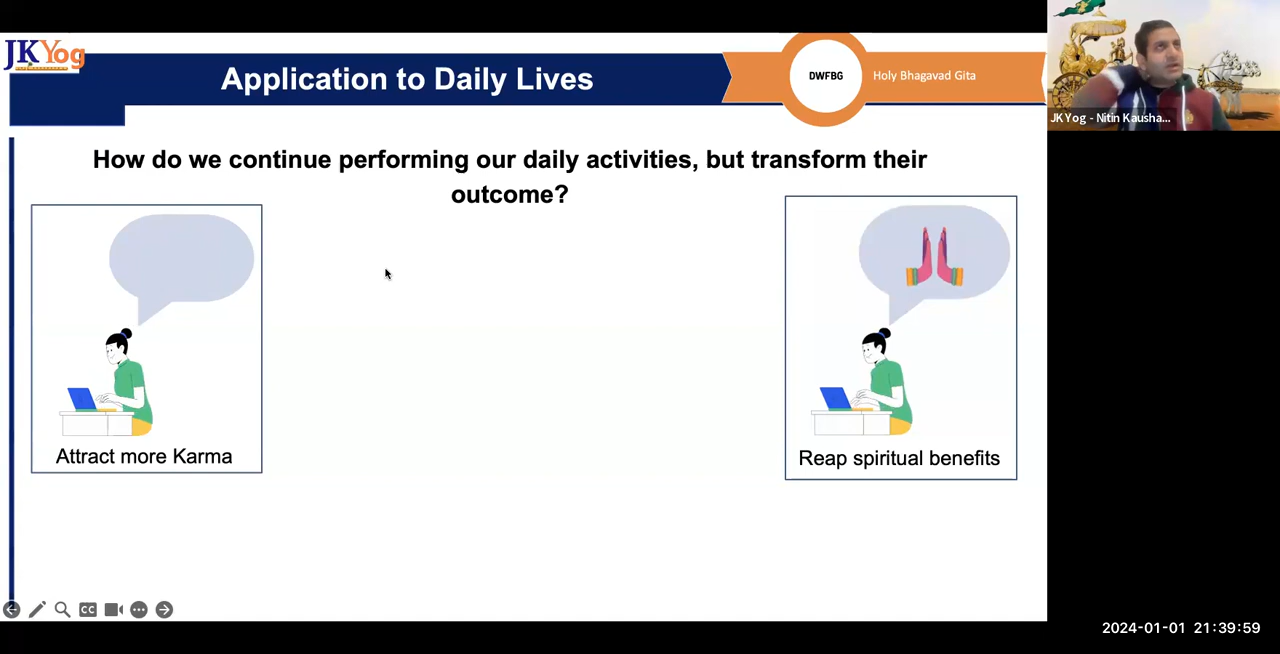 JKYog
Application to Daily Lives
DWFBG
Holy Bhagavad Gita
JKYog - Nitin Kausha...
How do we continue performing our daily activities, but transform their
outcome?
Attract more Karma
Reap spiritual benefits
CC
2024-01-01 21:39:59